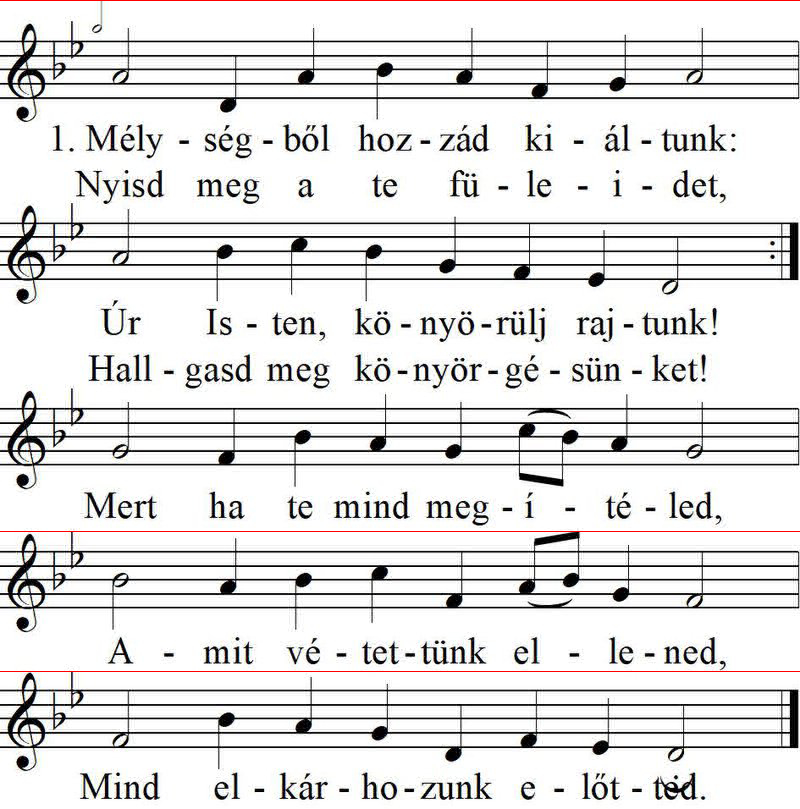 1. Mély - ség - ből hoz - zád ki - ál - tunk:
Nyisd meg a te fü - le - i - det,
Úr Is - ten, kö - nyö - rülj raj - tunk!
Hall - gasd meg kö - nyör - gé - sün - ket!
Mert ha te mind meg - í - té - led,
A - mit vé - tet - tünk el - le - ned,
Mind el - kár - ho - zunk e - lőt - ted.